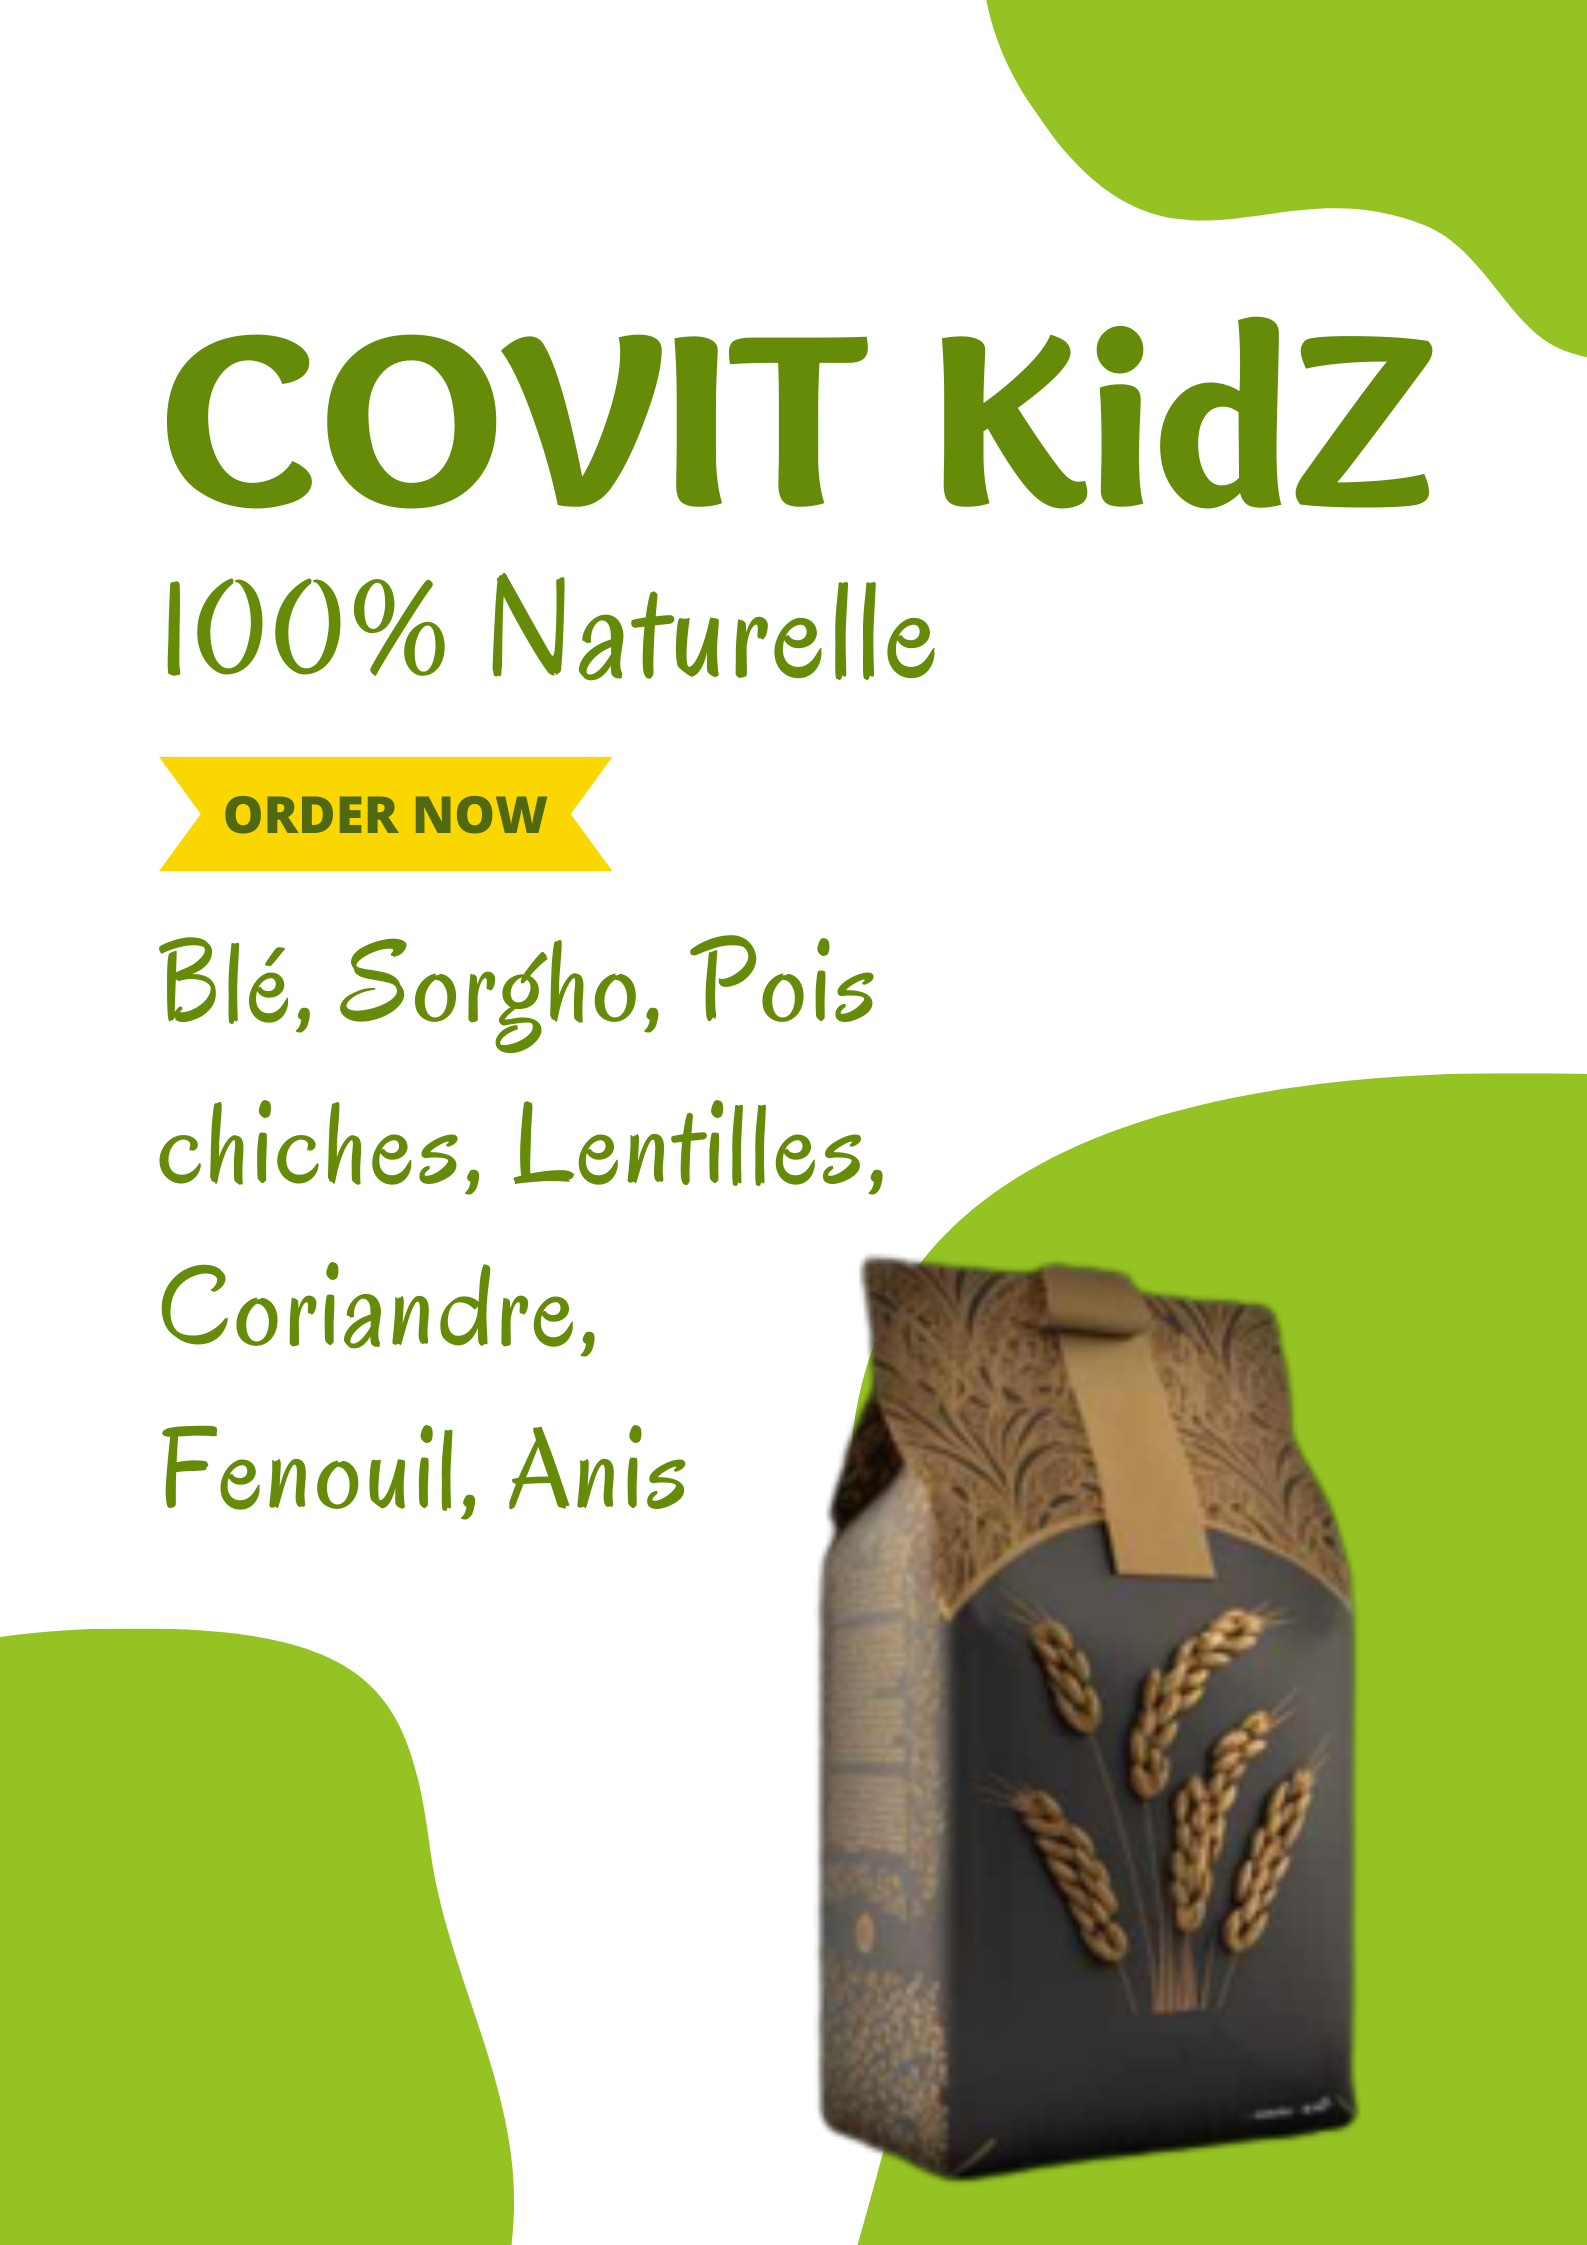 COVIT KidZ
100% Naturelle
ORDER NOW
Blé, Sorgho, Pois
chiches, Lentilles,
Coriandre,
Fenouil, Anis